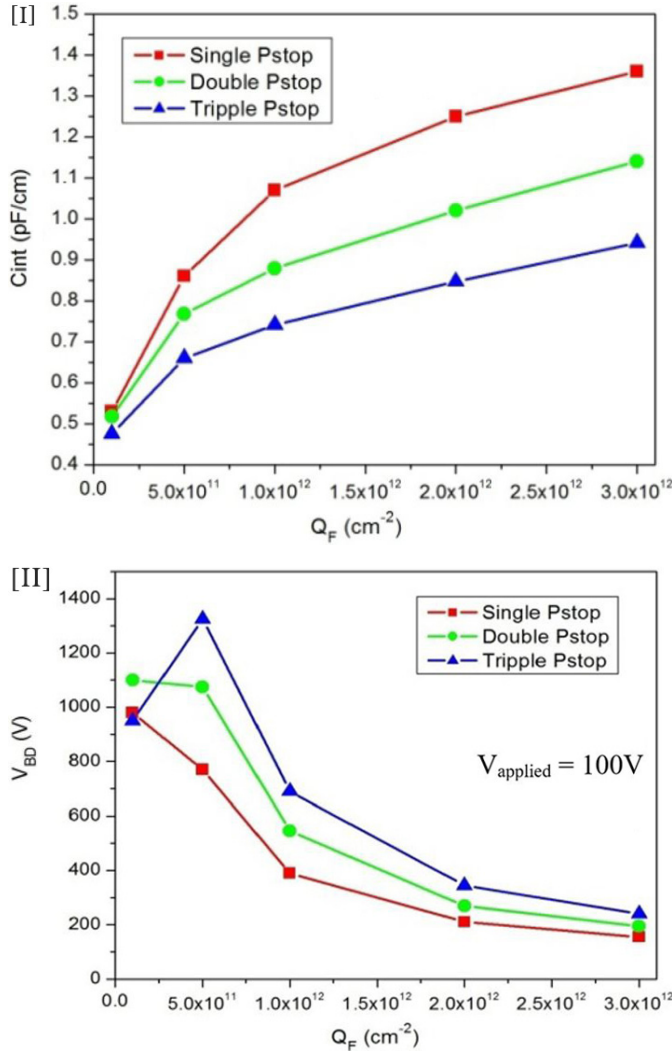 [I]
1.5
1.4
1.3
1.2
1.1
1.0
0.9
0.8
0.7
0.6
0.5
0.4
Cint (pF/cm)
Single Pstop
Double Pstop
Tripple Pstop
0.0 5.0x10¹¹ 1.0x10¹² 1.5x10¹² 2.0x10¹² 2.5x10¹² 3.0x10¹²
Q_F (cm⁻²)
[II]
1400
1200
1000
800
600
400
200
0
V_BD (V)
Single Pstop
Double Pstop
Tripple Pstop
V_applied = 100V
0.0 5.0x10¹¹ 1.0x10¹² 1.5x10¹² 2.0x10¹² 2.5x10¹² 3.0x10¹²
Q_F (cm⁻²)